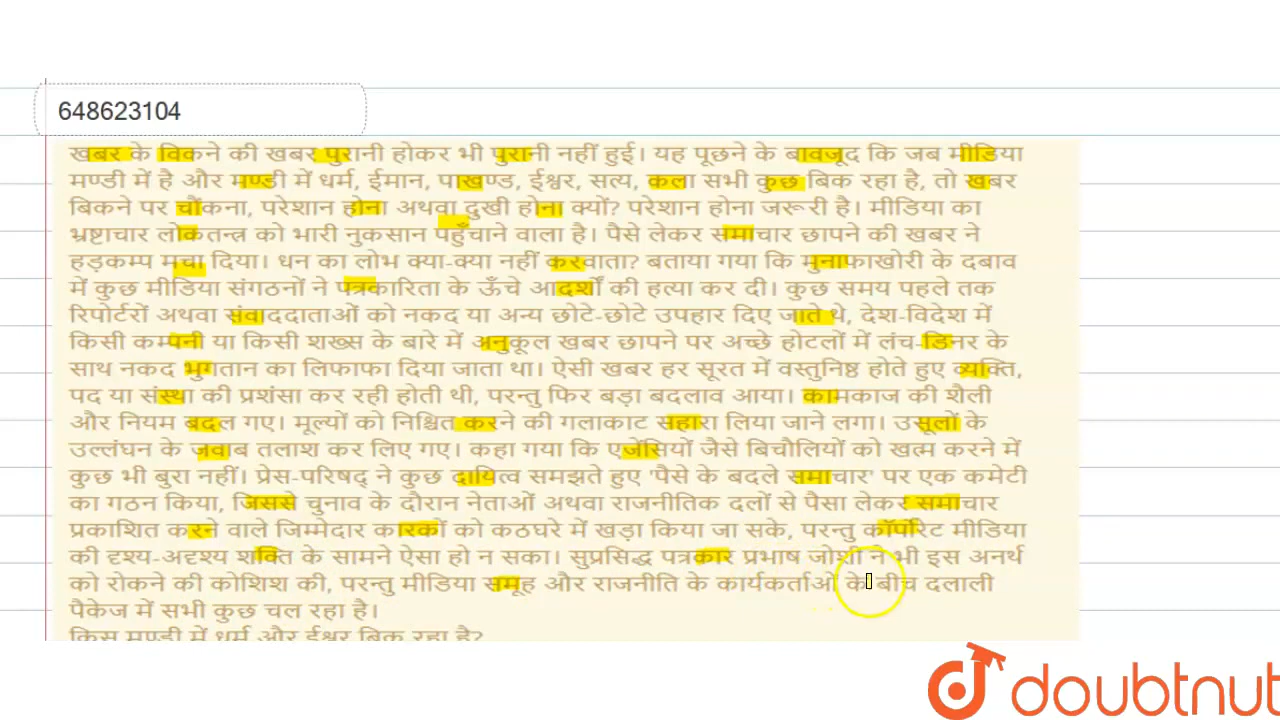 648623104
खबर के विकने की खबर पुरानी होकर भी पुरानी नहीं हुई। यह पूछने के बावजूद कि जब मीडिया
मण्डी में है और मण्डी में धर्म, ईमान, पाखण्ड, ईश्वर, सत्य, कला सभी कुछ बिक रहा है, तो खबर
बिकने पर चौंकना, परेशान होना अथवा दुखी होना क्यों? परेशान होना जरूरी है। मीडिया का
भ्रष्टाचार लोकतन्त्र को भारी नुकसान पहुँचाने वाला है। पैसे लेकर समाचार छापने की खबर ने
हड़कम्प मचा दिया। धन का लोभ क्या-क्या नहीं करवाता? बताया गया कि मुनाफाखोरी के दबाव
में कुछ मीडिया संगठनों ने पत्रकारिता के ऊँचे आदर्शों की हत्या कर दी। कुछ समय पहले तक
रिपोर्टरों अथवा संवाददाताओं को नकद या अन्य छोटे-छोटे उपहार दिए जाते थे, देश-विदेश में
किसी कम्पनी या किसी शख्स के बारे में अनुकूल खबर छापने पर अच्छे होटलों में लंच-डिनर के
साथ नकद भुगतान का लिफाफा दिया जाता था। ऐसी खबर हर सूरत में वस्तुनिष्ठ होते हुए व्यक्ति,
पद या संस्था की प्रशंसा कर रही होती थी, परन्तु फिर बड़ा बदलाव आया। कामकाज की शैली
और नियम बदल गए। मूल्यों को निश्चित करने की गलाकाट सहारा लिया जाने लगा। उसूलों के
उल्लंघन के जवाब तलाश कर लिए गए। कहा गया कि एजेंसियों जैसे बिचौलियों को खत्म करने में
कुछ भी बुरा नहीं। प्रेस-परिषद् ने कुछ दायित्व समझते हुए 'पैसे के बदले समाचार' पर एक कमेटी
का गठन किया, जिससे चुनाव के दौरान नेताओं अथवा राजनीतिक दलों से पैसा लेकर समाचार
प्रकाशित करने वाले जिम्मेदार कारकों को कठघरे में खड़ा किया जा सके, परन्तु कॉर्पोरेट मीडिया
की दृश्य-अदृश्य शक्ति के सामने ऐसा हो न सका। सुप्रसिद्ध पत्रकार प्रभाष जोशी ने भी इस अनर्थ
को रोकने की कोशिश की, परन्तु मीडिया समूह और राजनीति के कार्यकर्ताओं के बीच दलाली
पैकेज में सभी कुछ चल रहा है।
किस मण्डी में धर्म और ईश्वर बिक रहा है?
doubtnut